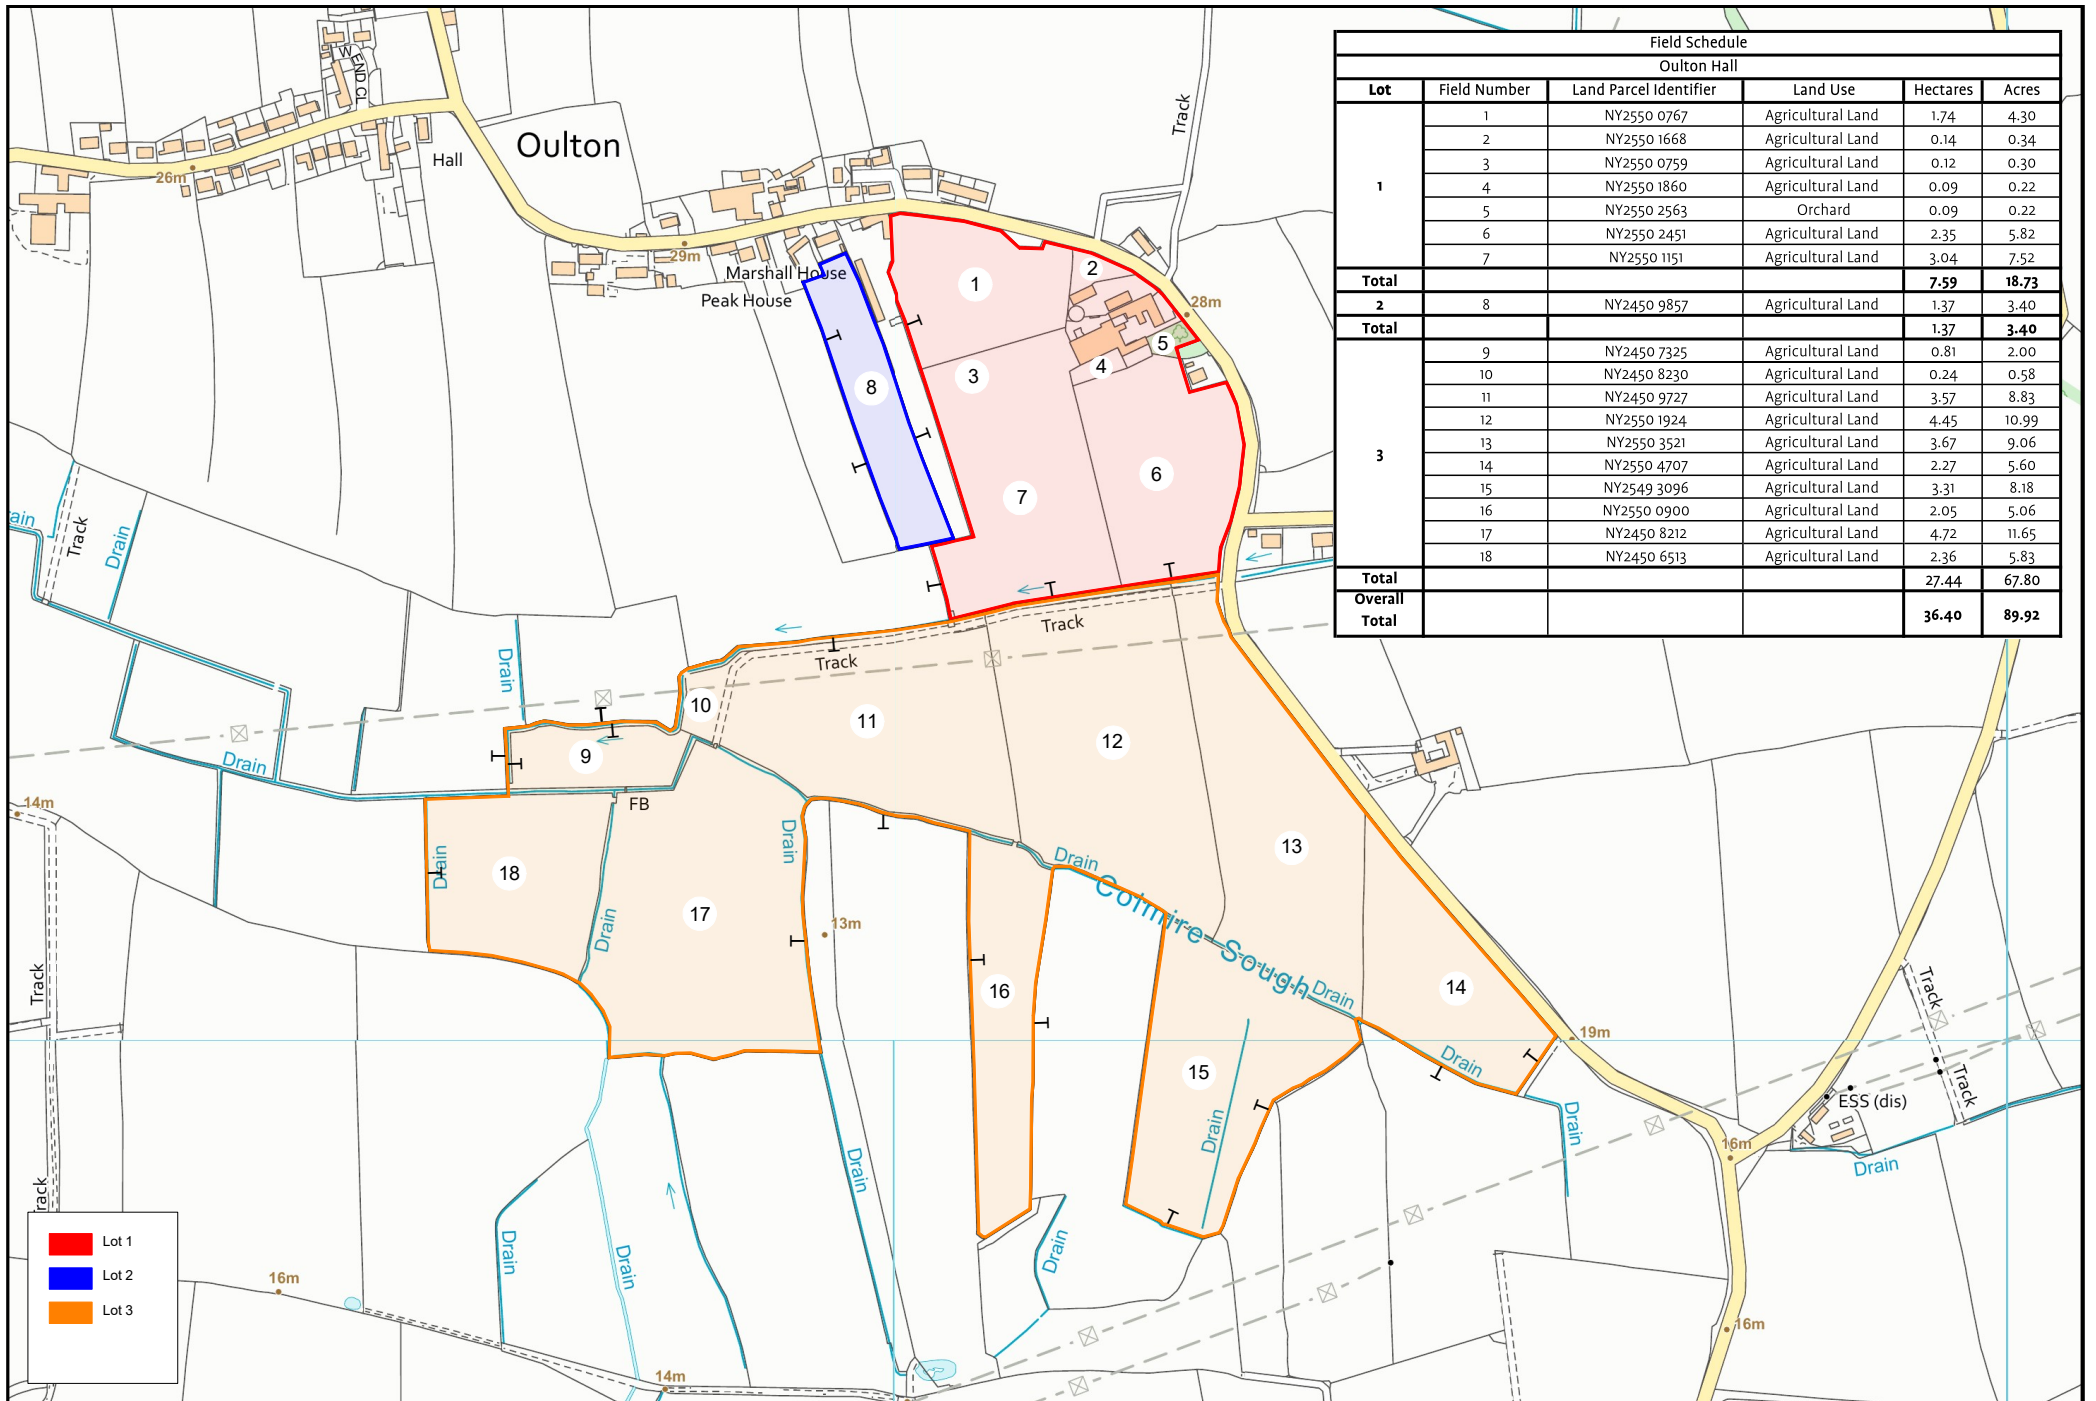 Field Schedule
Oulton Hall
Lot Field Number Land Parcel Identifier Land Use Hectares Acres
1
1 NY2550 0767 Agricultural Land 1.74 4.30
2 NY2550 1668 Agricultural Land 0.14 0.34
3 NY2550 0759 Agricultural Land 0.12 0.30
4 NY2550 1860 Agricultural Land 0.09 0.22
5 NY2550 2563 Orchard 0.09 0.22
6 NY2550 2451 Agricultural Land 2.35 5.82
7 NY2550 1151 Agricultural Land 3.04 7.52
Total 7.59 18.73
2 8 NY2450 9857 Agricultural Land 1.37 3.40
Total 1.37 3.40
3
9 NY2450 7325 Agricultural Land 0.81 2.00
10 NY2450 8230 Agricultural Land 0.24 0.58
11 NY2450 9727 Agricultural Land 3.57 8.83
12 NY2550 1924 Agricultural Land 4.45 10.99
13 NY2550 3521 Agricultural Land 3.67 9.06
14 NY2550 4707 Agricultural Land 2.27 5.60
15 NY2549 3096 Agricultural Land 3.31 8.18
16 NY2550 0900 Agricultural Land 2.05 5.06
17 NY2450 8212 Agricultural Land 4.72 11.65
18 NY2450 6513 Agricultural Land 2.36 5.83
Total 27.44 67.80
Overall
Total 36.40 89.92
W END CL
Oulton
Hall
26m
Track
29m
Marshall House
Peak House
28m
1
2
3
4
5
6
7
8
ain
Track
Drain
Track
Track
Drain
Drain
9
10
11
12
13
14m
FB
Drain
Drain
Drain
Drain
Cofmire Sough
Drain
18
17
13m
16
14
15
Track
Drain
Drain
19m
Track
Track
ESS (dis)
Drain
16m
Drain
Drain
rack
Drain
Drain
Drain
Drain
16m
14m
16m
Lot 1
Lot 2
Lot 3